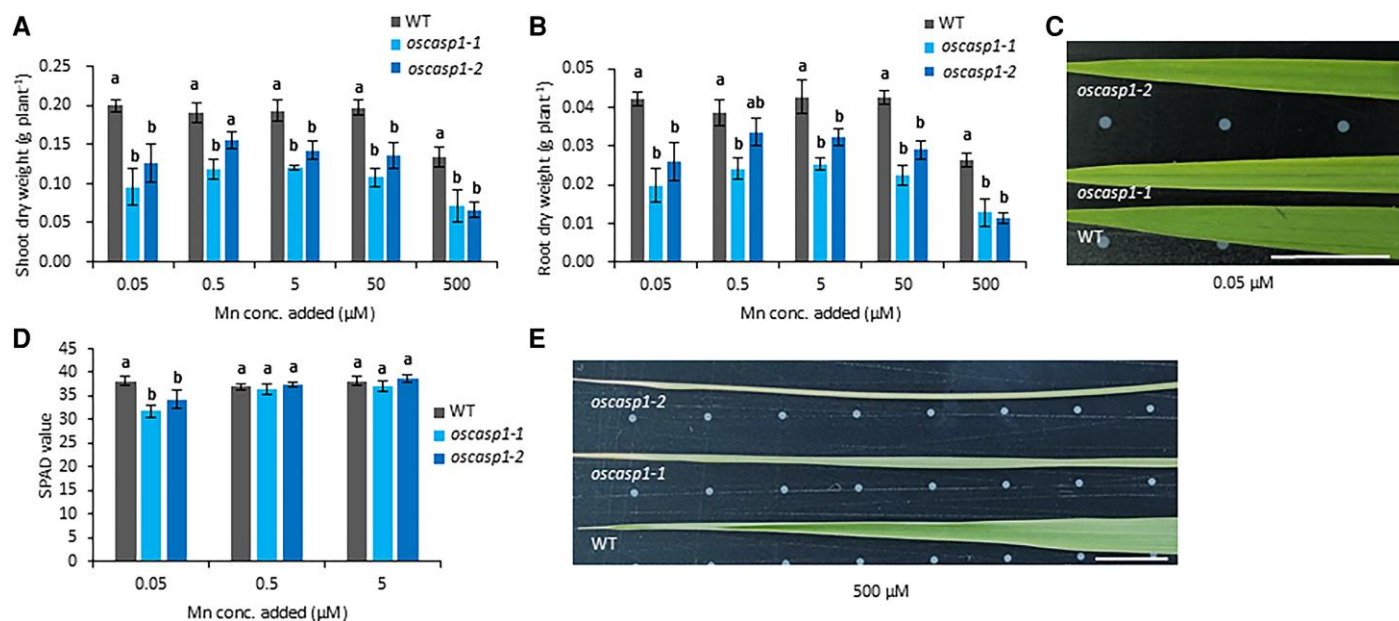 A
WT
oscasp1-1
oscasp1-2
Shoot dry weight (g plant⁻¹)
0.25
0.20
0.15
0.10
0.05
0.00
a
b
b
a
b
a
a
b
b
a
b
b
a
b
b
0.05
0.5
5
50
500
Mn conc. added (μM)
B
WT
oscasp1-1
oscasp1-2
Root dry weight (g plant⁻¹)
0.05
0.04
0.03
0.02
0.01
0.00
a
b
b
a
b
ab
a
b
b
a
b
b
a
b
b
0.05
0.5
5
50
500
Mn conc. added (μM)
C
oscasp1-2
oscasp1-1
WT
0.05 μM
D
SPAD value
45
40
35
30
25
20
15
10
5
0
a
b
b
a
a
a
a
a
a
0.05
0.5
5
Mn conc. added (μM)
WT
oscasp1-1
oscasp1-2
E
oscasp1-2
oscasp1-1
WT
500 μM